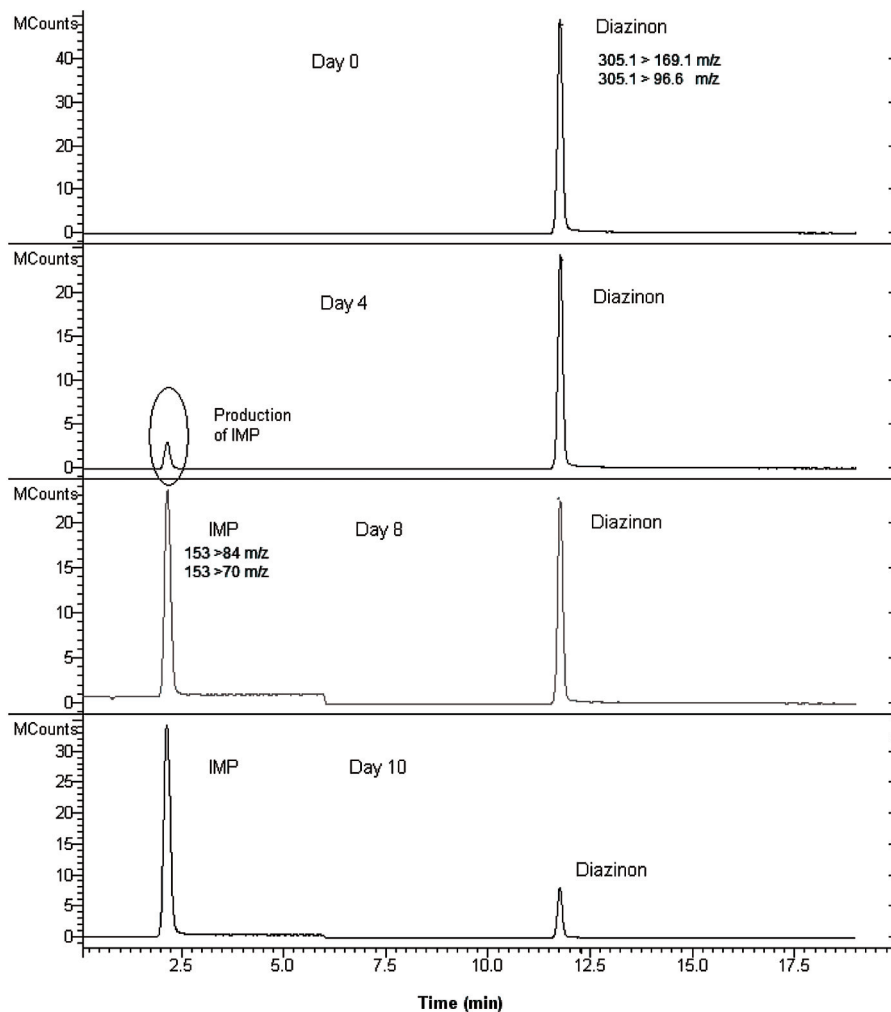 MCounts
Day 0
Diazinon
305.1 > 169.1 m/z
305.1 > 96.6 m/z
40
30
20
10
0
MCounts
Day 4
Diazinon
20
15
10
5
0
Production
of IMP
MCounts
IMP
Day 8
Diazinon
153 >84 m/z
153 >70 m/z
20
15
10
5
0
MCounts
IMP
Day 10
Diazinon
30
25
20
15
10
5
0
2.5 5.0 7.5 10.0 12.5 15.0 17.5
Time (min)